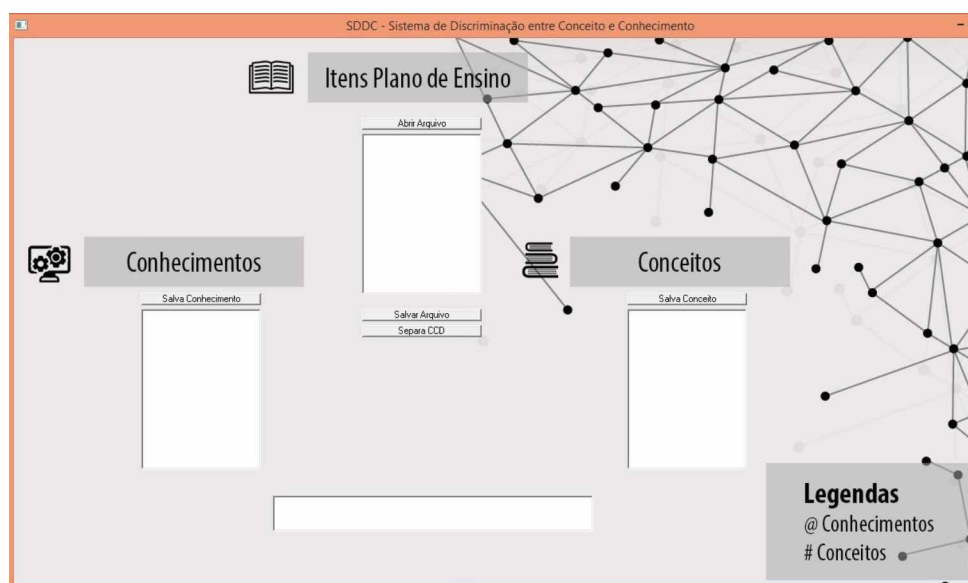 SDDC - Sistema de Discriminação entre Conceito e Conhecimento
Itens Plano de Ensino
Abrir Arquivo
Salvar Arquivo
Separa CCD
Conhecimentos
Salva Conhecimento
Conceitos
Salva Conceito
Legendas
@ Conhecimentos
# Conceitos